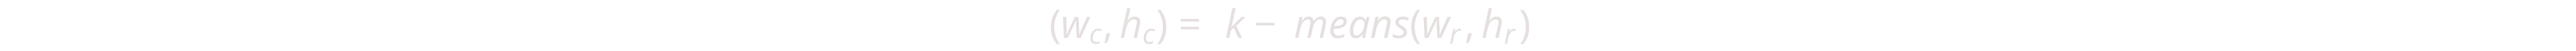 (w_c, h_c) = k − means(w_r, h_r)